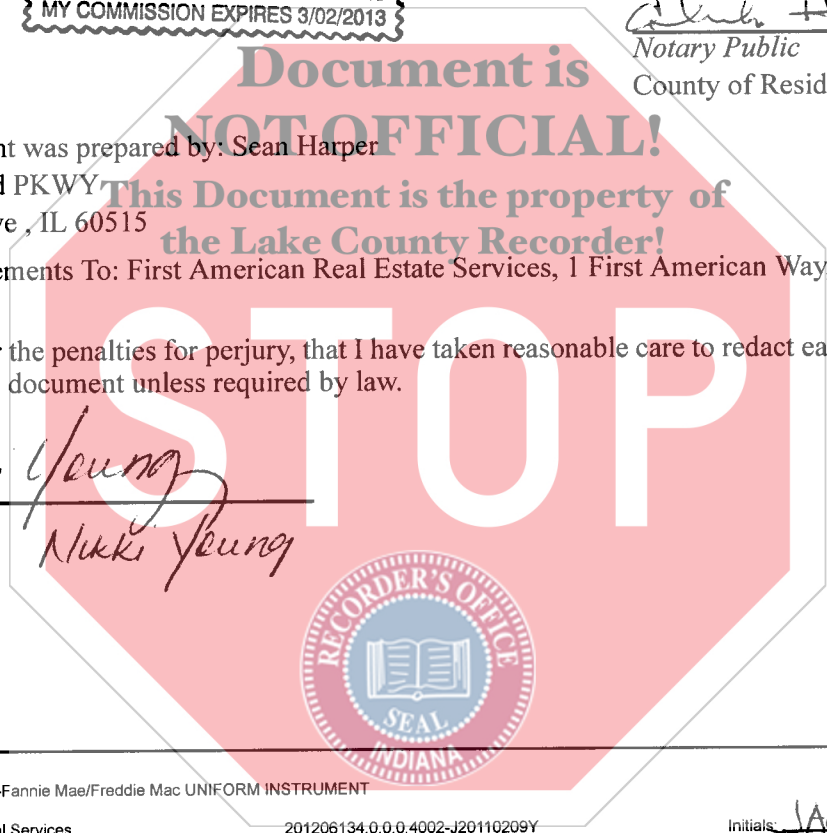 MY COMMISSION EXPIRES 3/02/2013
Notary Public
County of Resid
Document is
NOT OFFICIAL!
This Document is the property of
the Lake County Recorder!
nt was prepared by: Sean Harper
d PKWY
ve , IL 60515
ements To: First American Real Estate Services, 1 First American Way
r the penalties for perjury, that I have taken reasonable care to redact ea
document unless required by law.
STOP
Young
Nikki Young
RECORDER'S OFFICE
SEAL
INDIANA
-Fannie Mae/Freddie Mac UNIFORM INSTRUMENT
al Services
201206134.0.0.0.4002-J20110209Y
Initials: